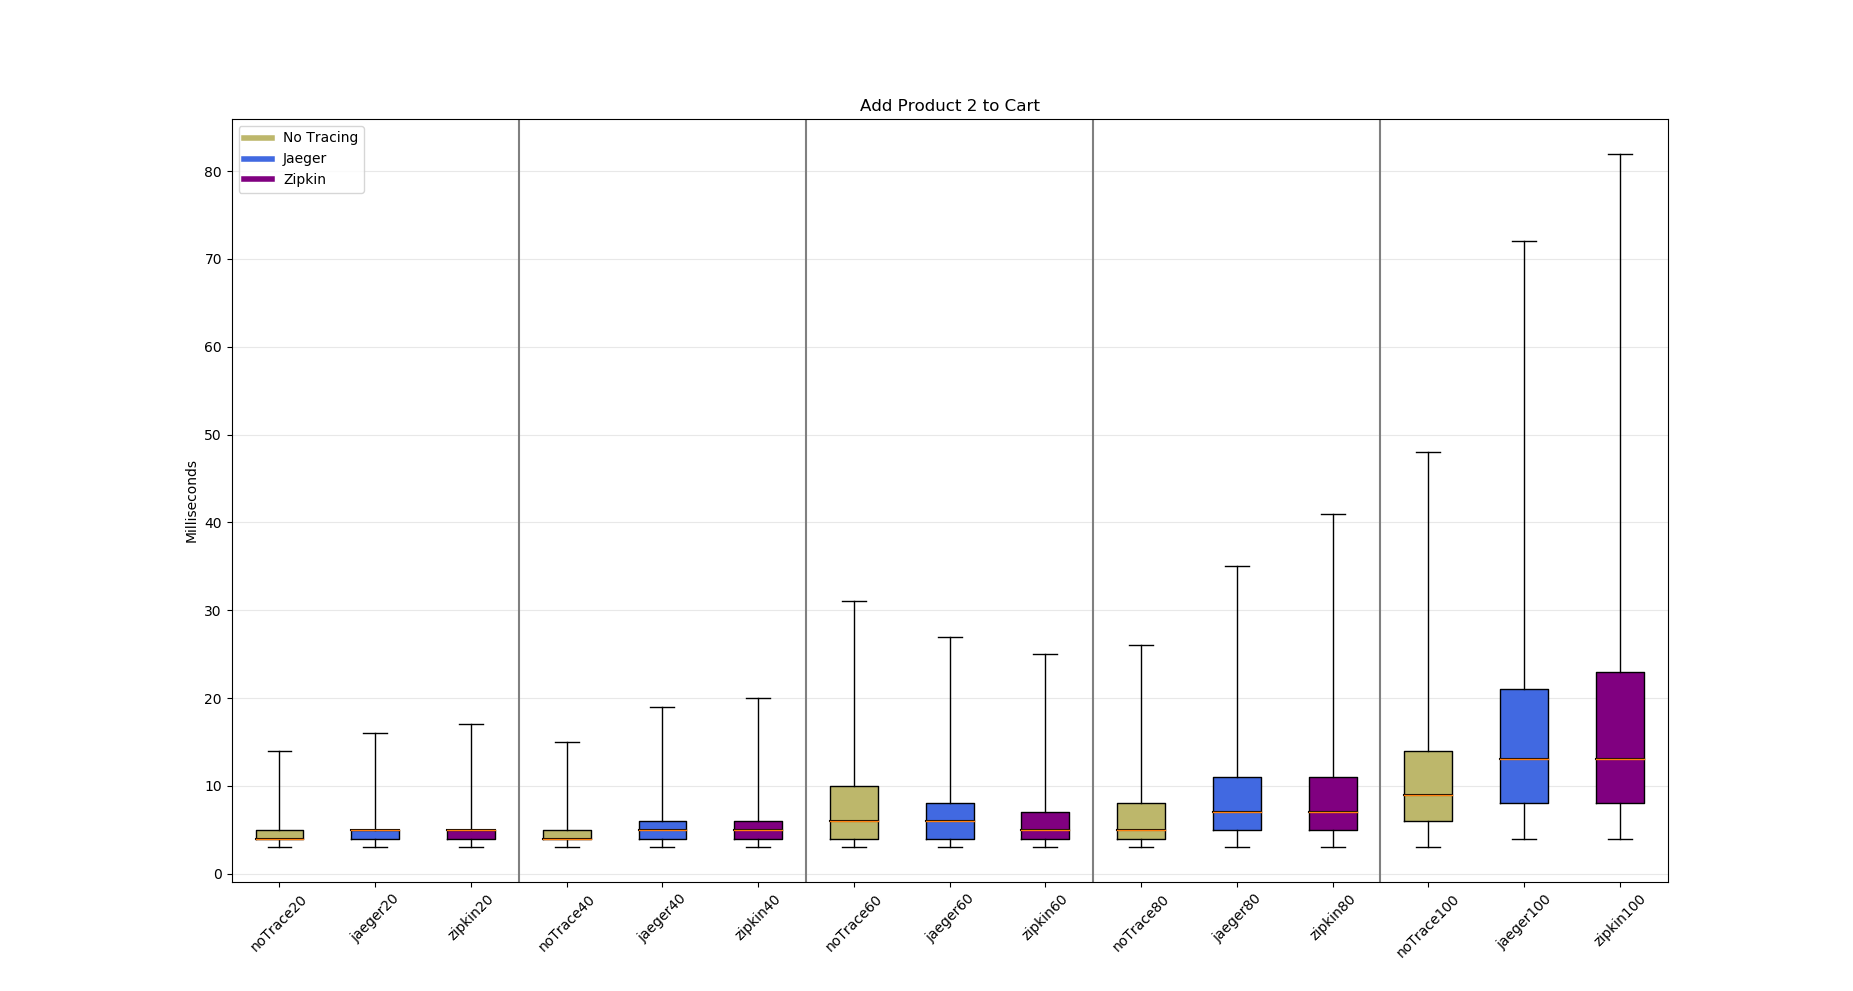 Add Product 2 to Cart
No Tracing
Jaeger
Zipkin
80
70
60
50
40
30
20
10
0
Milliseconds
noTrace20
jaeger20
zipkin20
noTrace40
jaeger40
zipkin40
noTrace60
jaeger60
zipkin60
noTrace80
jaeger80
zipkin80
noTrace100
jaeger100
zipkin100